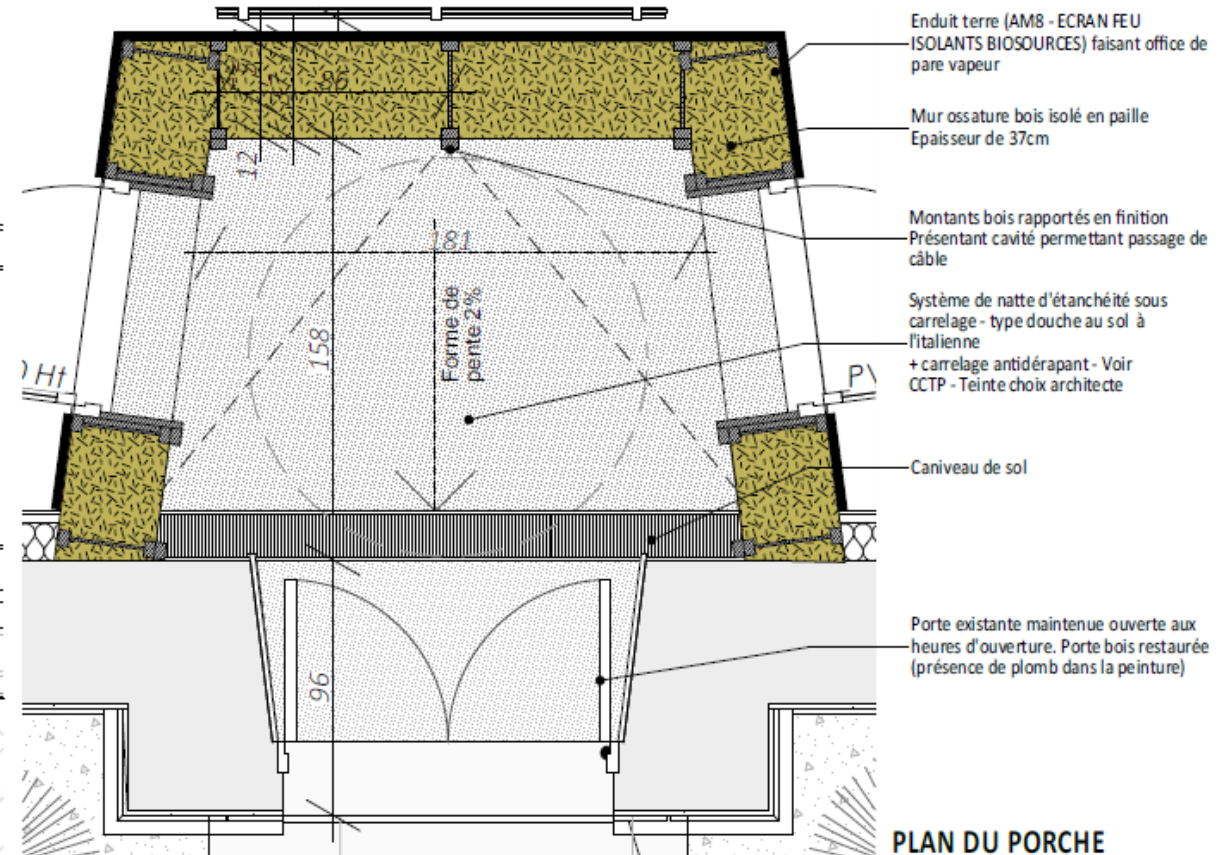 Enduit terre (AM8 - ECRAN FEU
ISOLANTS BIOSOURCES) faisant office de
pare vapeur
86
Mur ossature bois isolé en paille
Epaisseur de 37cm
12
Montants bois rapportés en finition
Présentant cavité permettant passage de
câble
181
Forme de
pente 2%
158
Système de natte d'étanchéité sous
carrelage - type douche au sol à
l'italienne
+ carrelage antidérapant - Voir
CCTP - Teinte choix architecte
Ht
PV
Caniveau de sol
Porte existante maintenue ouverte aux
heures d'ouverture. Porte bois restaurée
(présence de plomb dans la peinture)
96
PLAN DU PORCHE